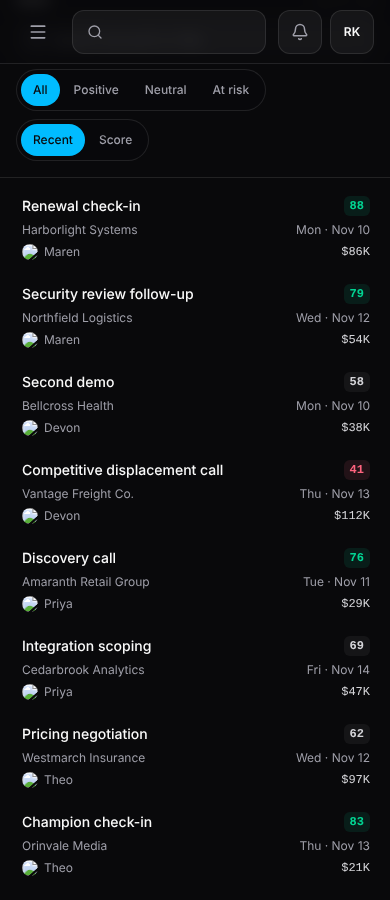 RK
All Positive Neutral At risk
Recent Score
Renewal check-in 88
Harborlight Systems Mon · Nov 10
Maren $86K
Security review follow-up 79
Northfield Logistics Wed · Nov 12
Maren $54K
Second demo 58
Bellcross Health Mon · Nov 10
Devon $38K
Competitive displacement call 41
Vantage Freight Co. Thu · Nov 13
Devon $112K
Discovery call 76
Amaranth Retail Group Tue · Nov 11
Priya $29K
Integration scoping 69
Cedarbrook Analytics Fri · Nov 14
Priya $47K
Pricing negotiation 62
Westmarch Insurance Wed · Nov 12
Theo $97K
Champion check-in 83
Orinvale Media Thu · Nov 13
Theo $21K